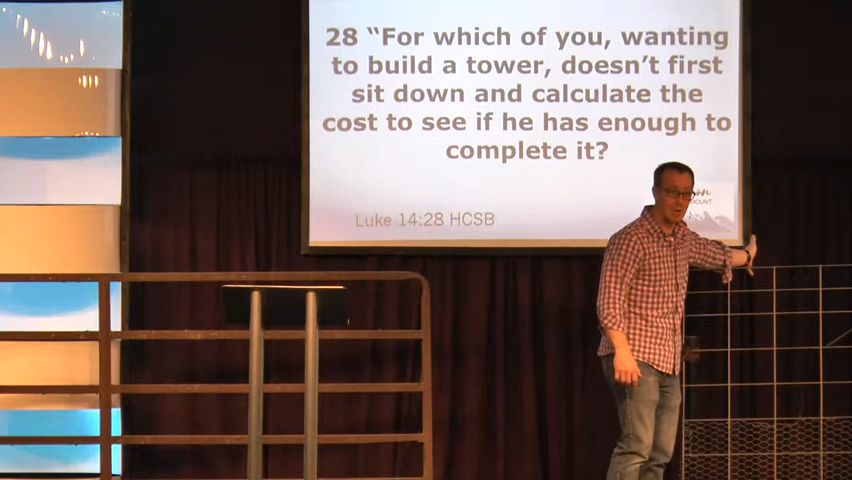 28 “For which of you, wanting
to build a tower, doesn’t first
sit down and calculate the
cost to see if he has enough to
complete it?
Luke 14:28 HCSB